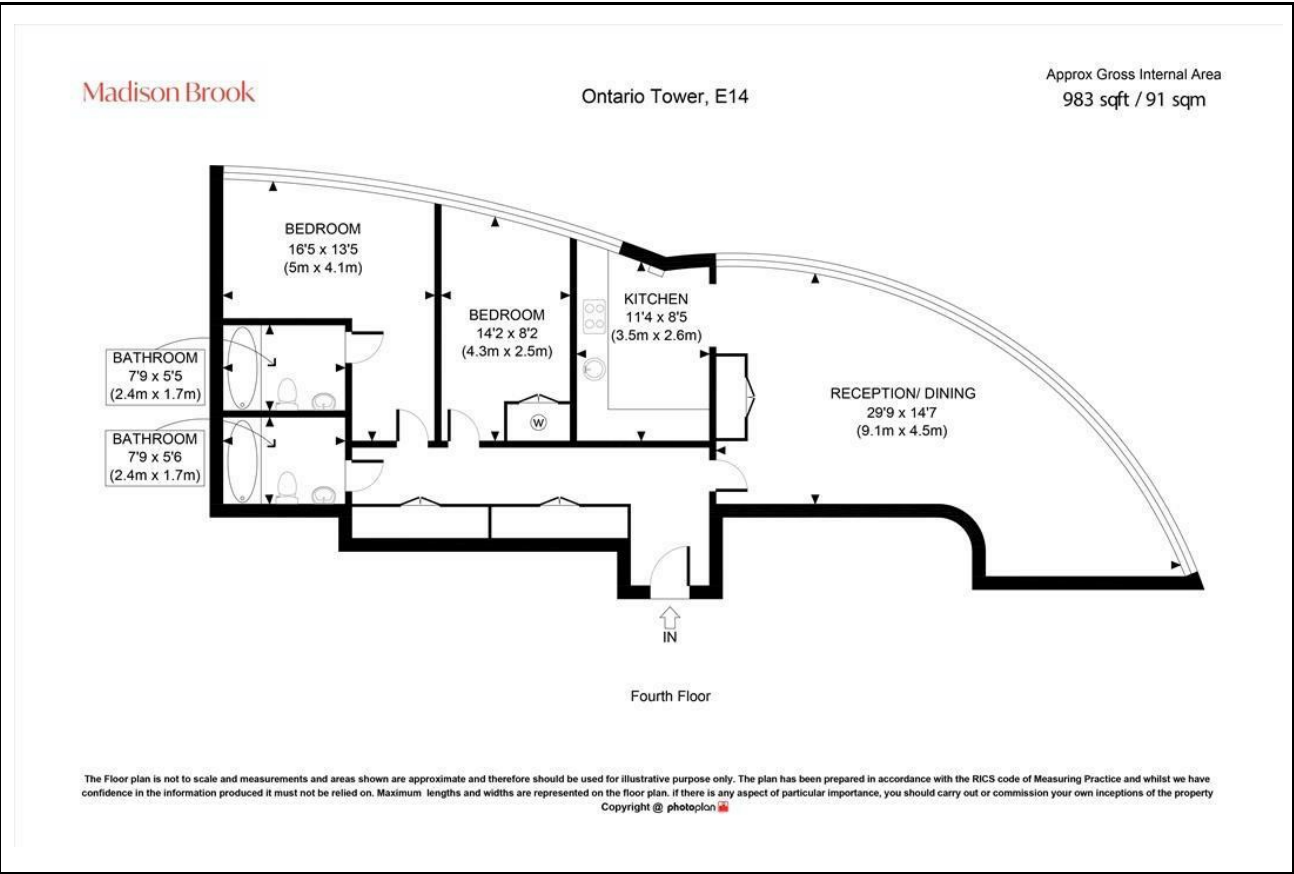 Madison Brook
Ontario Tower, E14
Approx Gross Internal Area
983 sqft / 91 sqm
BEDROOM
16'5 x 13'5
(5m x 4.1m)
BEDROOM
14'2 x 8'2
(4.3m x 2.5m)
KITCHEN
11'4 x 8'5
(3.5m x 2.6m)
BATHROOM
7'9 x 5'5
(2.4m x 1.7m)
RECEPTION/ DINING
29'9 x 14'7
(9.1m x 4.5m)
W
BATHROOM
7'9 x 5'6
(2.4m x 1.7m)
IN
Fourth Floor
The Floor plan is not to scale and measurements and areas shown are approximate and therefore should be used for illustrative purpose only. The plan has been prepared in accordance with the RICS code of Measuring Practice and whilst we have
confidence in the information produced it must not be relied on. Maximum lengths and widths are represented on the floor plan. if there is any aspect of particular importance, you should carry out or commission your own inceptions of the property
Copyright @ photoplan